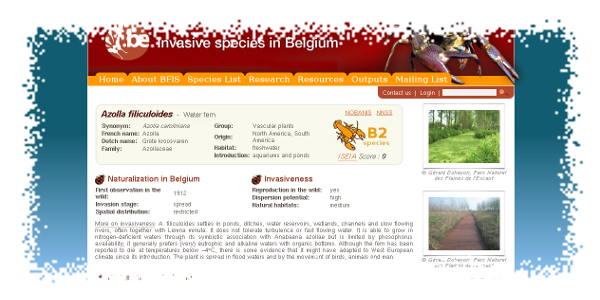 .be Invasive species in Belgium
Home About BFIS Species List Research Resources Outputs Mailing List
Contact us | Login |
Azolla filiculoides - Water fern
NOBANIS NNSS
Synonym: Azolla caroliniana
French name: Azolla
Dutch name: Grote kroosvaren
Family: Azollaceae
Group: Vascular plants
Origin: North America, South
America
Habitat: freshwater
Introduction: aquariums and ponds
B2
species
ISEIA Score : 9
© Gérard Dohogon, Parc Naturel
des Plaines de l'Escaut
Naturalization in Belgium
First observation in the
wild: 1912
Invasion stage: spread
Spatial distribution: restricted
Invasiveness
Reproduction in the wild: yes
Dispersion potential: high
Natural habitats: medium
More on Invasiveness: A. filiculoides settles in ponds, ditches, water reservoirs, wetlands, channels and slow flowing
rivers, often together with Lemna minuta. It does not tolerate turbulence or fast flowing water. It is able to grow in
nitrogen-deficient waters through its symbiotic association with Anabaena azollae but is limited by phosphorus
availability, it generally prefers (very) eutrophic and alkaline waters with organic bottoms. Although the fern has been
reported to die at temperatures below -4°C, there is some evidence that it might have adapted to West European
climate since its introduction. The plant is spread in flood waters and by the movement of birds, animals and man.
© Gérard Dohogon, Parc Naturel